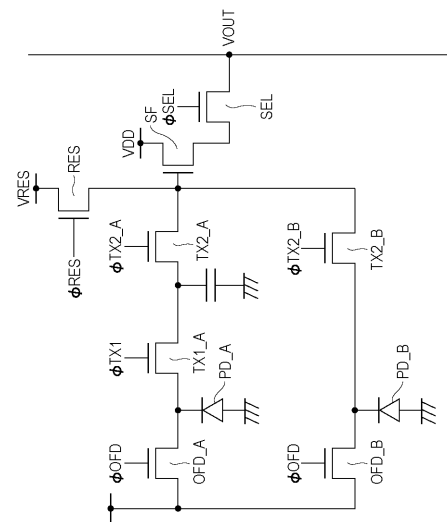 VOUT
ϕSEL
SEL
SF
VDD
VRES
RES
ϕRES
ϕTX2_A
TX2_A
ϕTX2_B
TX2_B
ϕTX1
TX1_A
PD_A
PD_B
ϕOFD
OFD_A
ϕOFD
OFD_B